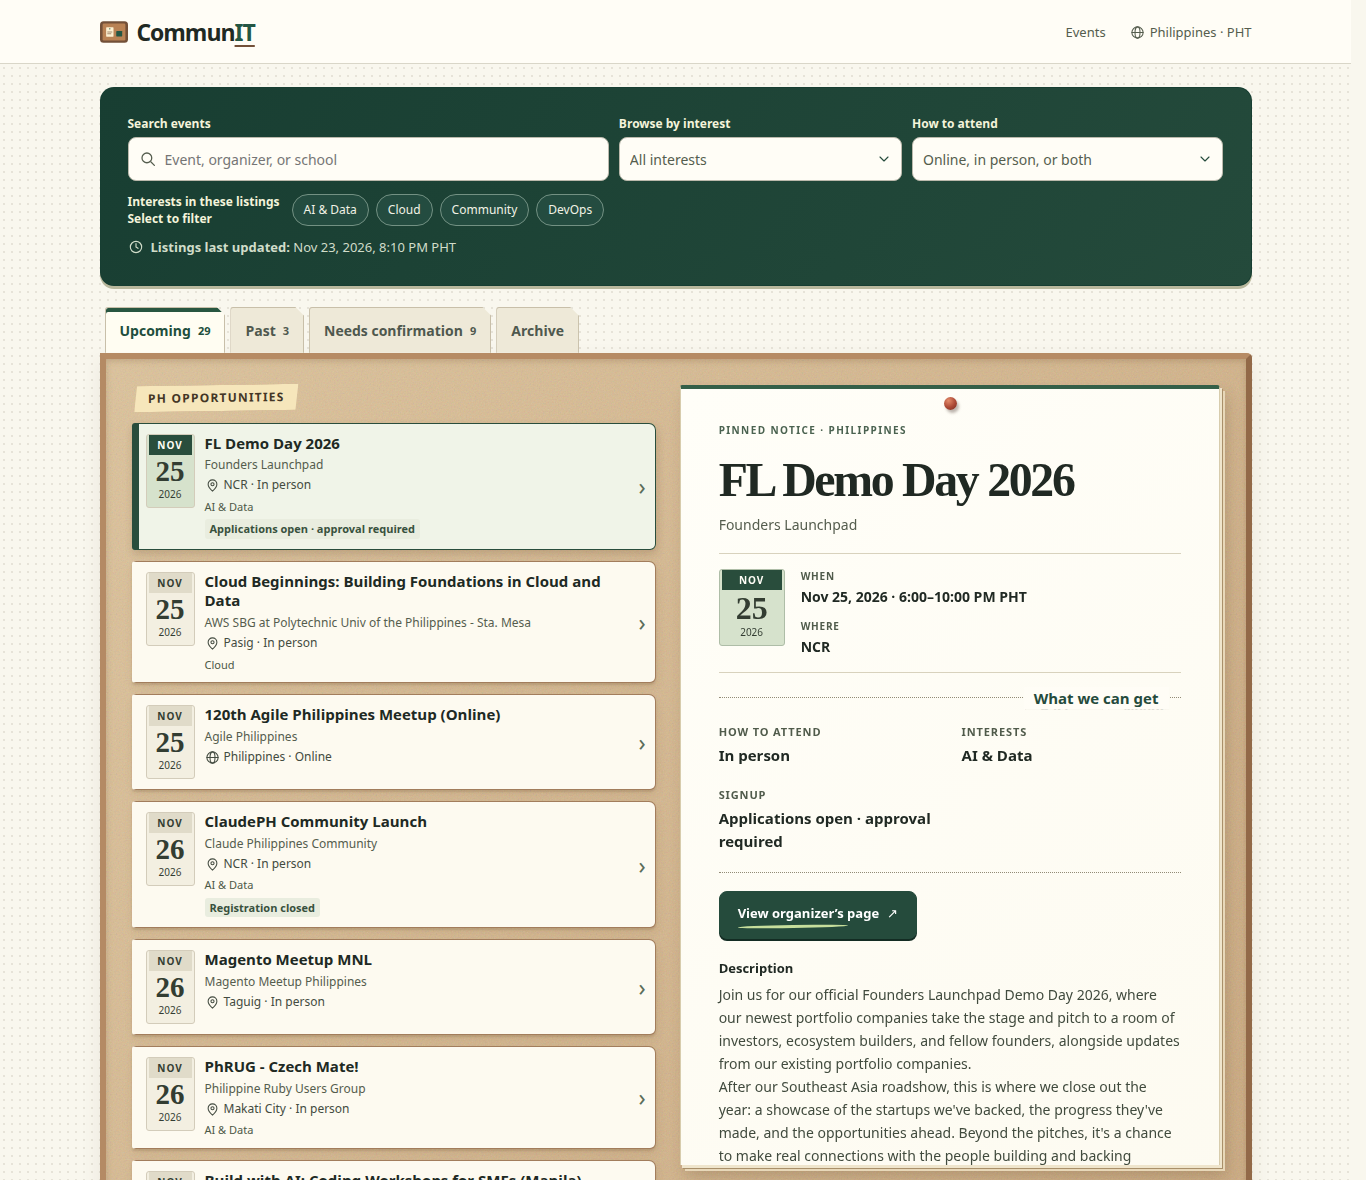 CommunIT
Events
Philippines · PHT
Search events
Browse by interest
How to attend
Event, organizer, or school
All interests
Online, in person, or both
Interests in these listings
Select to filter
AI & Data
Cloud
Community
DevOps
Listings last updated: Nov 23, 2026, 8:10 PM PHT
Upcoming 29
Past 3
Needs confirmation 9
Archive
PH OPPORTUNITIES
NOV
25
2026
FL Demo Day 2026
Founders Launchpad
NCR · In person
AI & Data
Applications open · approval required
NOV
25
2026
Cloud Beginnings: Building Foundations in Cloud and
Data
AWS SBG at Polytechnic Univ of the Philippines - Sta. Mesa
Pasig · In person
Cloud
NOV
25
2026
120th Agile Philippines Meetup (Online)
Agile Philippines
Philippines · Online
NOV
26
2026
ClaudePH Community Launch
Claude Philippines Community
NCR · In person
AI & Data
Registration closed
NOV
26
2026
Magento Meetup MNL
Magento Meetup Philippines
Taguig · In person
NOV
26
2026
PhRUG - Czech Mate!
Philippine Ruby Users Group
Makati City · In person
AI & Data
NOV
Build with AI: Coding Workshops for SMEs (Manila)
PINNED NOTICE · PHILIPPINES
FL Demo Day 2026
Founders Launchpad
NOV
25
2026
WHEN
Nov 25, 2026 · 6:00–10:00 PM PHT
WHERE
NCR
What we can get
HOW TO ATTEND
In person
INTERESTS
AI & Data
SIGNUP
Applications open · approval
required
View organizer's page ↗
Description
Join us for our official Founders Launchpad Demo Day 2026, where
our newest portfolio companies take the stage and pitch to a room of
investors, ecosystem builders, and fellow founders, alongside updates
from our existing portfolio companies.
After our Southeast Asia roadshow, this is where we close out the
year: a showcase of the startups we've backed, the progress they've
made, and the opportunities ahead. Beyond the pitches, it's a chance
to make real connections with the people building and backing